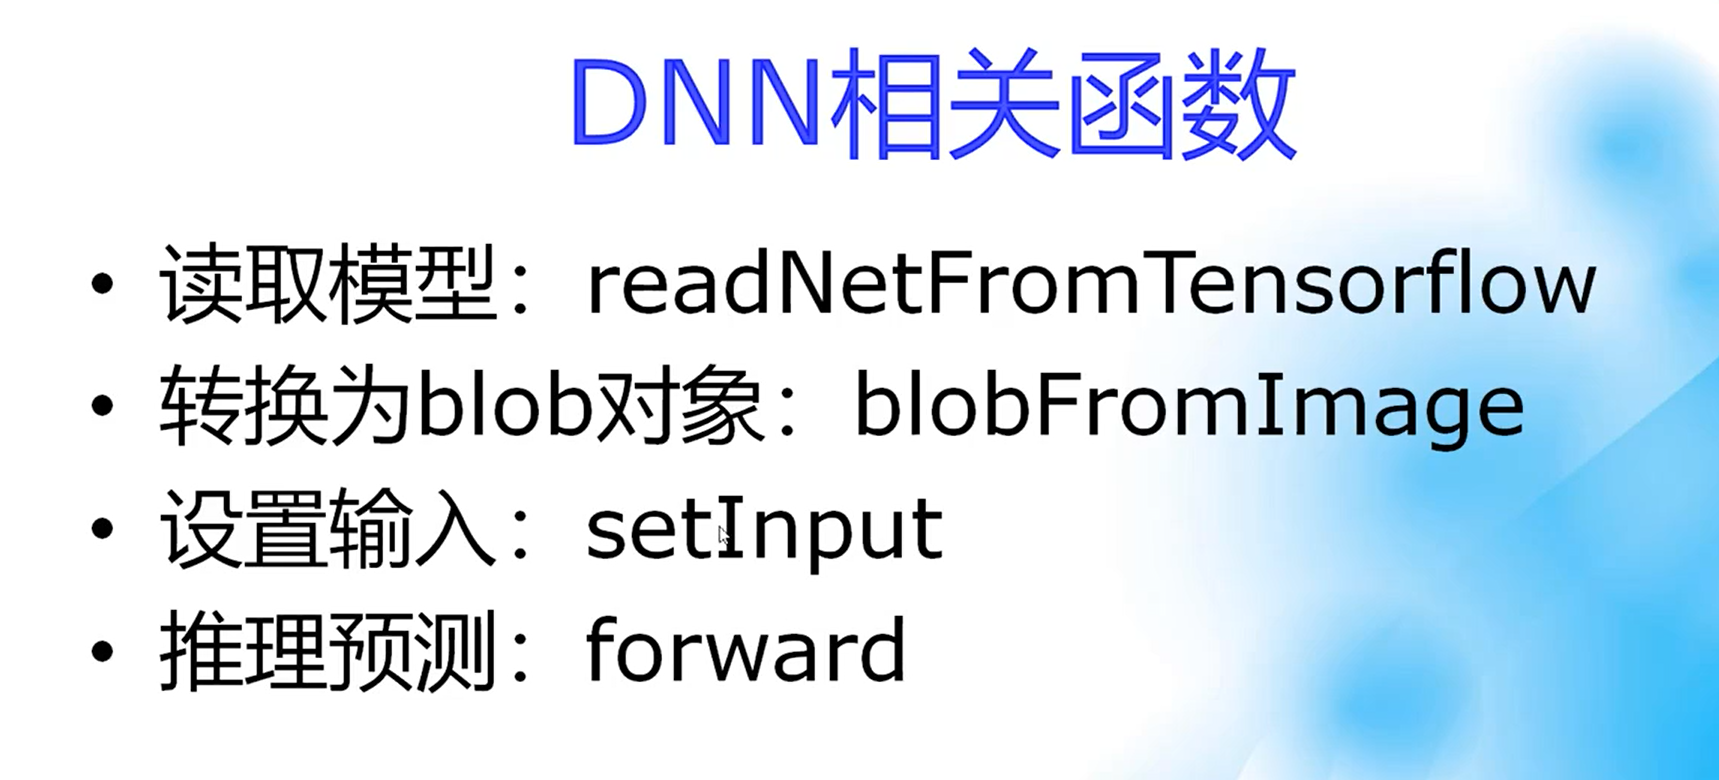 DNN相关函数
• 读取模型：readNetFromTensorflow
• 转换为blob对象：blobFromImage
• 设置输入：setInput
• 推理预测：forward